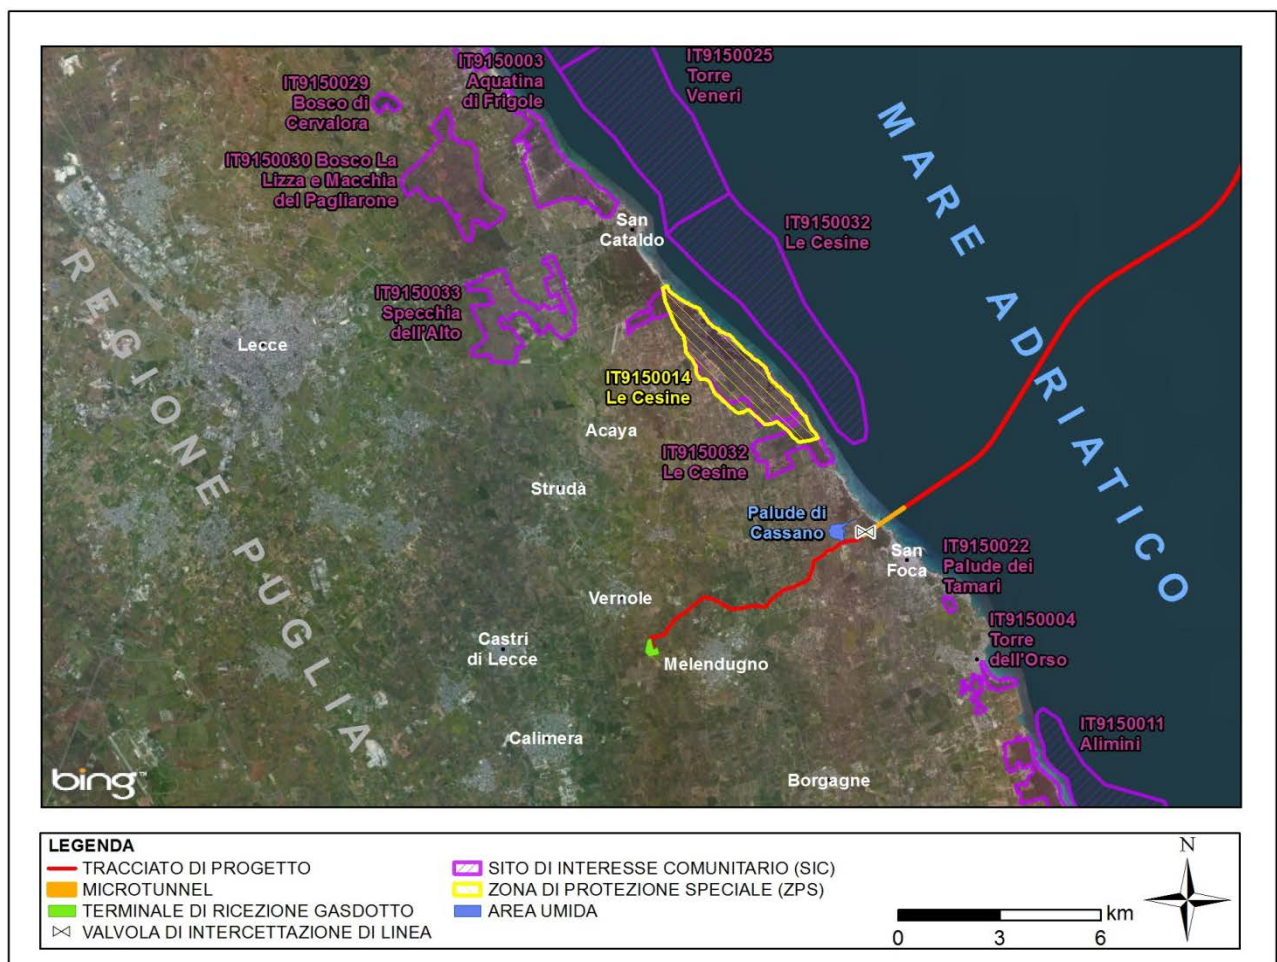 IT9150003
Aquatina
di Frigole
IT9150025
Torre
Veneri
IT9150029
Bosco di
Cervalora
IT9150030 Bosco La
Lizza e Macchia
del Pagliarone
MARE ADRIATICO
San
Cataldo
IT9150032
Le Cesine
REGIONE PUGLIA
IT9150033
Specchia
dell'Alto
Lecce
IT9150014
Le Cesine
Acaya
IT9150032
Le Cesine
Strudà
Palude di
Cassano
San
Foca
IT9150022
Palude dei
Tamari
Vernole
IT9150004
Torre
dell'Orso
Castri
di Lecce
Melendugno
IT9150011
Alimini
Calimera
Borgagne
bing™
LEGENDA
TRACCIATO DI PROGETTO
MICROTUNNEL
TERMINALE DI RICEZIONE GASDOTTO
VALVOLA DI INTERCETTAZIONE DI LINEA
SITO DI INTERESSE COMUNITARIO (SIC)
ZONA DI PROTEZIONE SPECIALE (ZPS)
AREA UMIDA
N
km
0 3 6